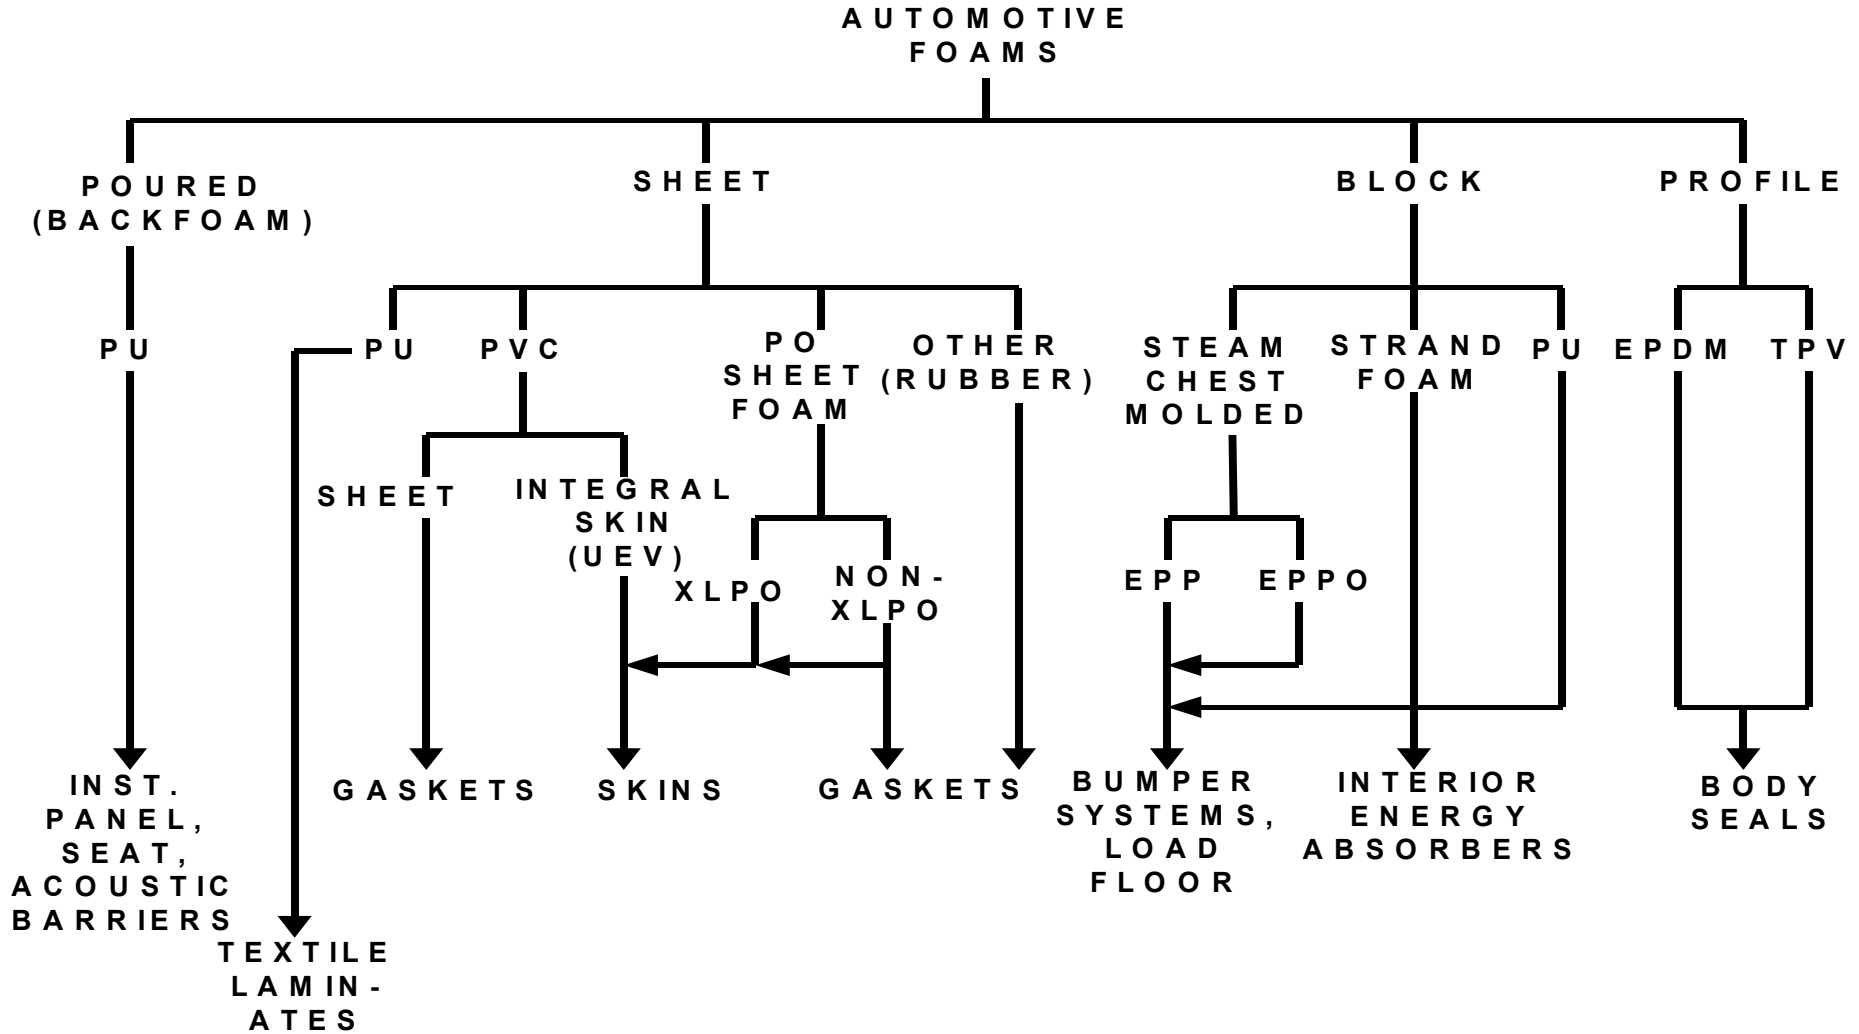 AUTOMOTIVE
FOAMS
POURED
(BACKFOAM)
SHEET
BLOCK
PROFILE
PU
PU
PVC
PO
SHEET
FOAM
OTHER
(RUBBER)
STEAM
CHEST
MOLDED
STRAND
FOAM
PU
EPDM
TPV
SHEET
INTEGRAL
SKIN
(UEV)
XLPO
NON-
XLPO
EPP
EPPO
INST.
PANEL,
SEAT,
ACOUSTIC
BARRIERS
TEXTILE
LAMIN-
ATES
GASKETS
SKINS
GASKETS
BUMPER
SYSTEMS,
LOAD
FLOOR
INTERIOR
ENERGY
ABSORBERS
BODY
SEALS